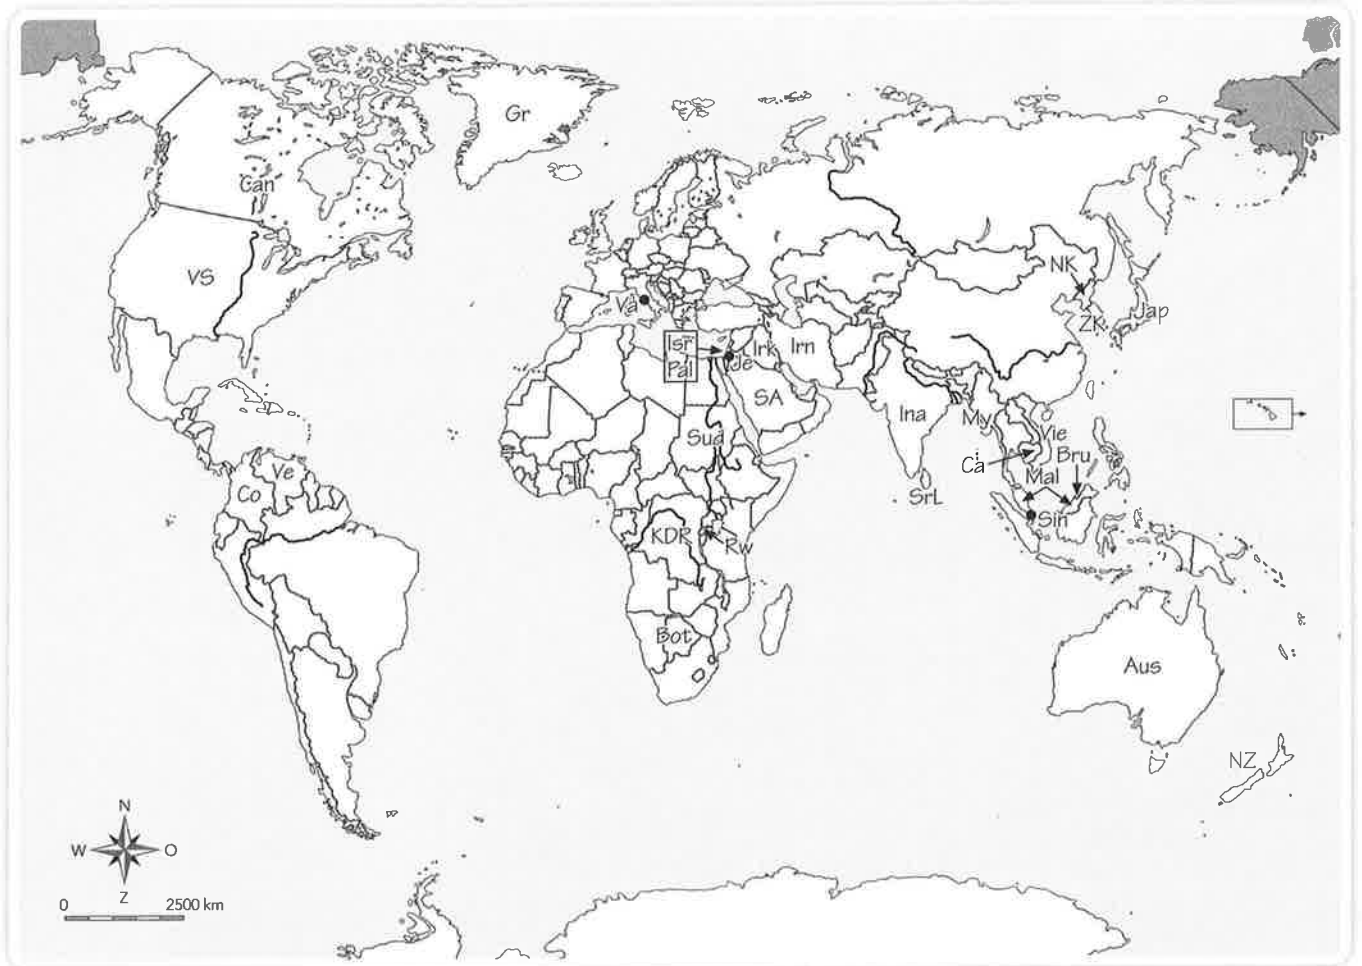 Gr
Can
VS
NK
Va
ZK
Jap
Isr
Pal
Je
Irk
Irn
SA
Ina
My
Sud
Vie
Ca
Bru
Ve
Co
Mal
SrL
Sin
KDR
Rw
Bot
Aus
NZ
N
W O
Z
0 2500 km